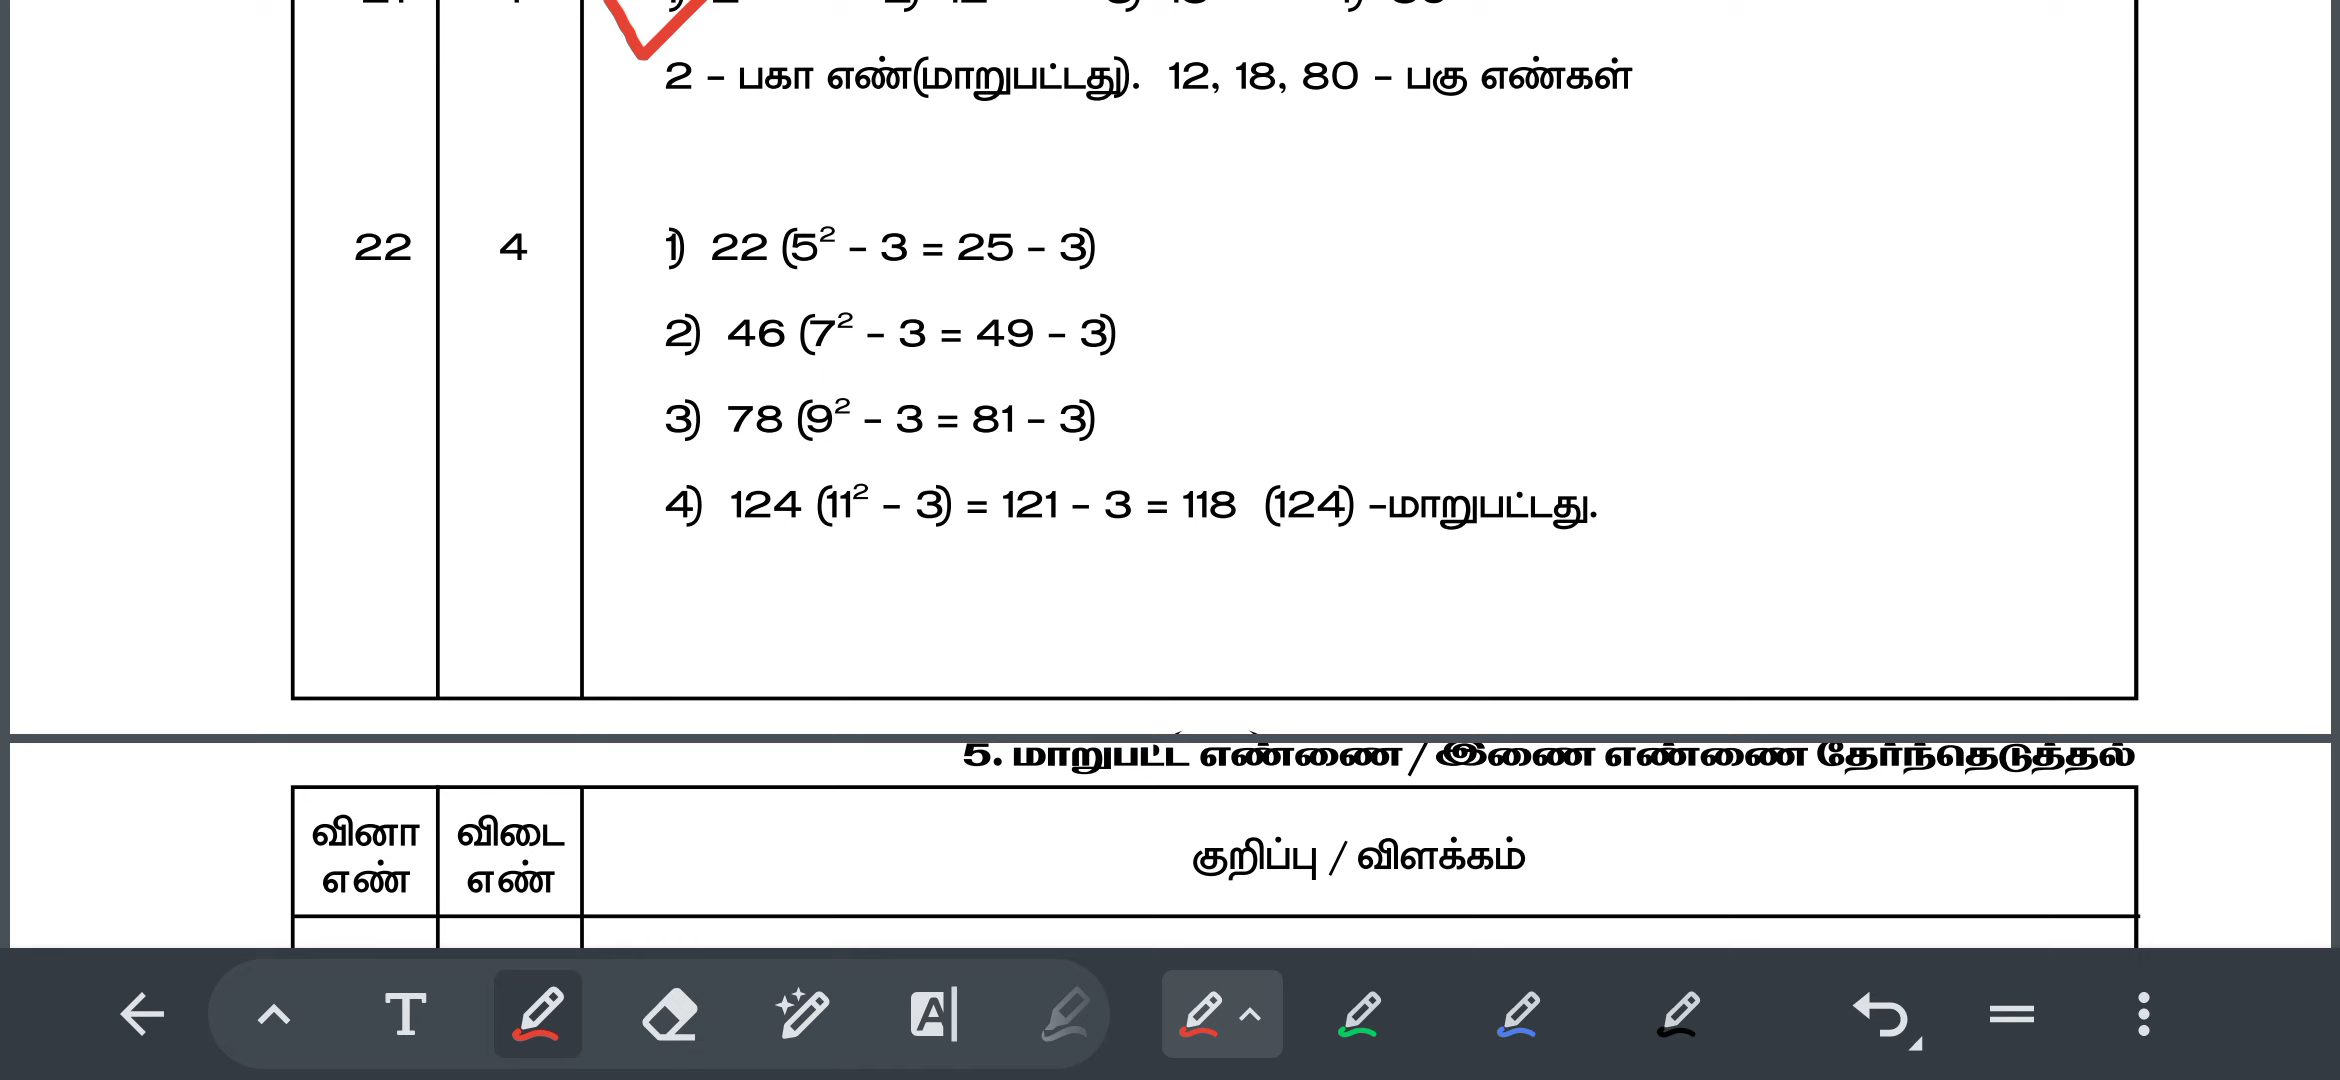 2 – பகா எண்(மாறுபட்டது). 12, 18, 80 – பகு எண்கள்
22 4 1) 22 (5² – 3 = 25 – 3)
2) 46 (7² – 3 = 49 – 3)
3) 78 (9² – 3 = 81 – 3)
4) 124 (11² – 3) = 121 – 3 = 118 (124) –மாறுபட்டது.
5. மாறுபட்ட எண்ணை / இணை எண்ணை தேர்ந்தெடுத்தல்
வினா எண்
விடை எண்
குறிப்பு / விளக்கம்